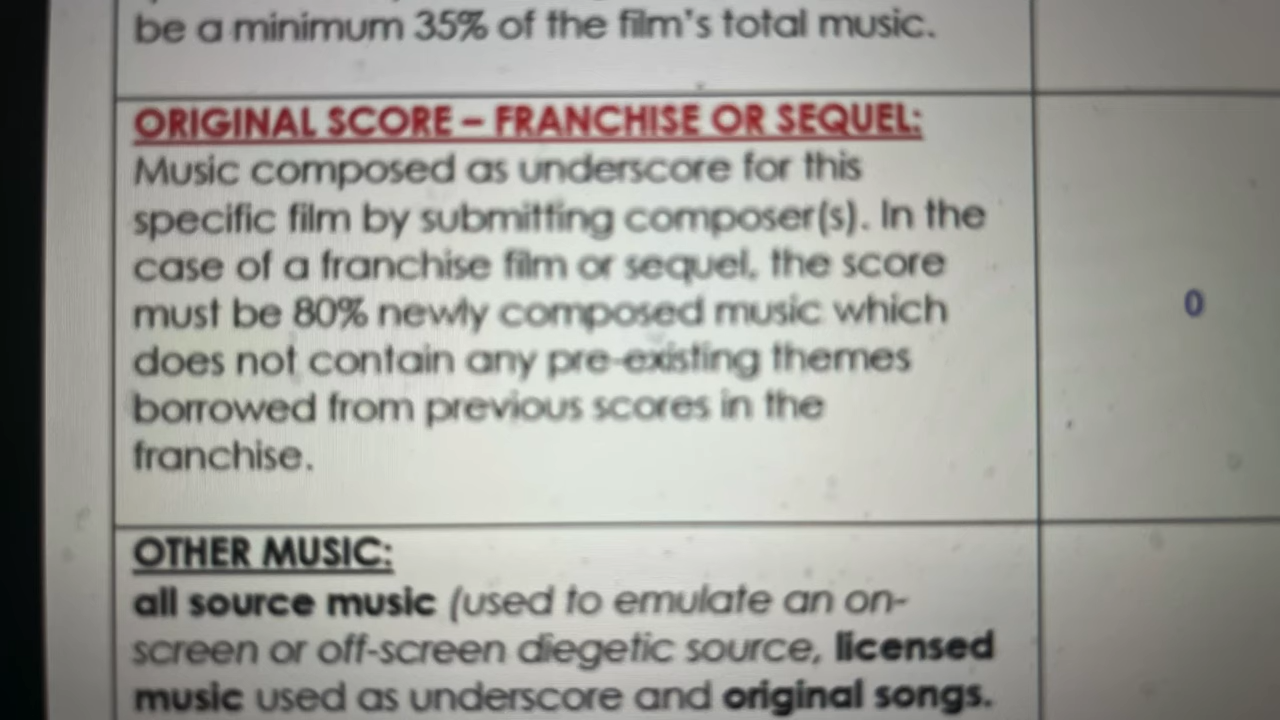 be a minimum 35% of the film's total music.
ORIGINAL SCORE – FRANCHISE OR SEQUEL:
Music composed as underscore for this
specific film by submitting composer(s). In the
case of a franchise film or sequel, the score
must be 80% newly composed music which
does not contain any pre-existing themes
borrowed from previous scores in the
franchise.
0
OTHER MUSIC:
all source music (used to emulate an on-
screen or off-screen diegetic source, licensed
music used as underscore and original songs.